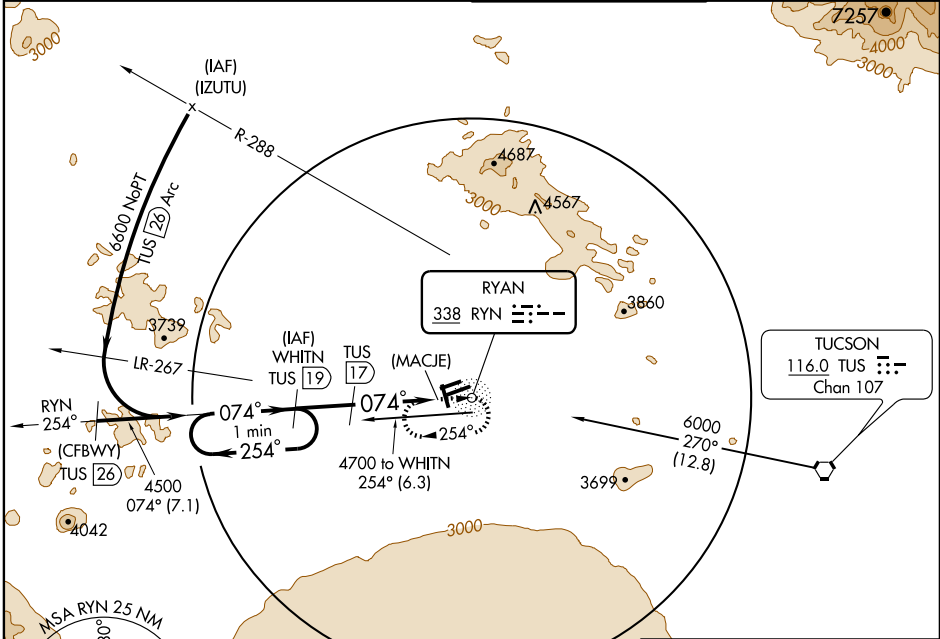 7257
3000
4000
3000
(IAF)
(IZUTU)
R-288
6600 NoPT
TUS 26 Arc
4687
3000
4567
RYAN
338 RYN
3860
3739
LR-267
(IAF)
WHITN
TUS 19
TUS
17
(MACJE)
TUCSON
116.0 TUS
Chan 107
RYN
254°
074°
1 min
254°
074°
254°
(CFBWY)
TUS 26
4500
074° (7.1)
4700 to WHITN
254° (6.3)
6000
270°
(12.8)
3699
4042
3000
MSA RYN 25 NM
80°